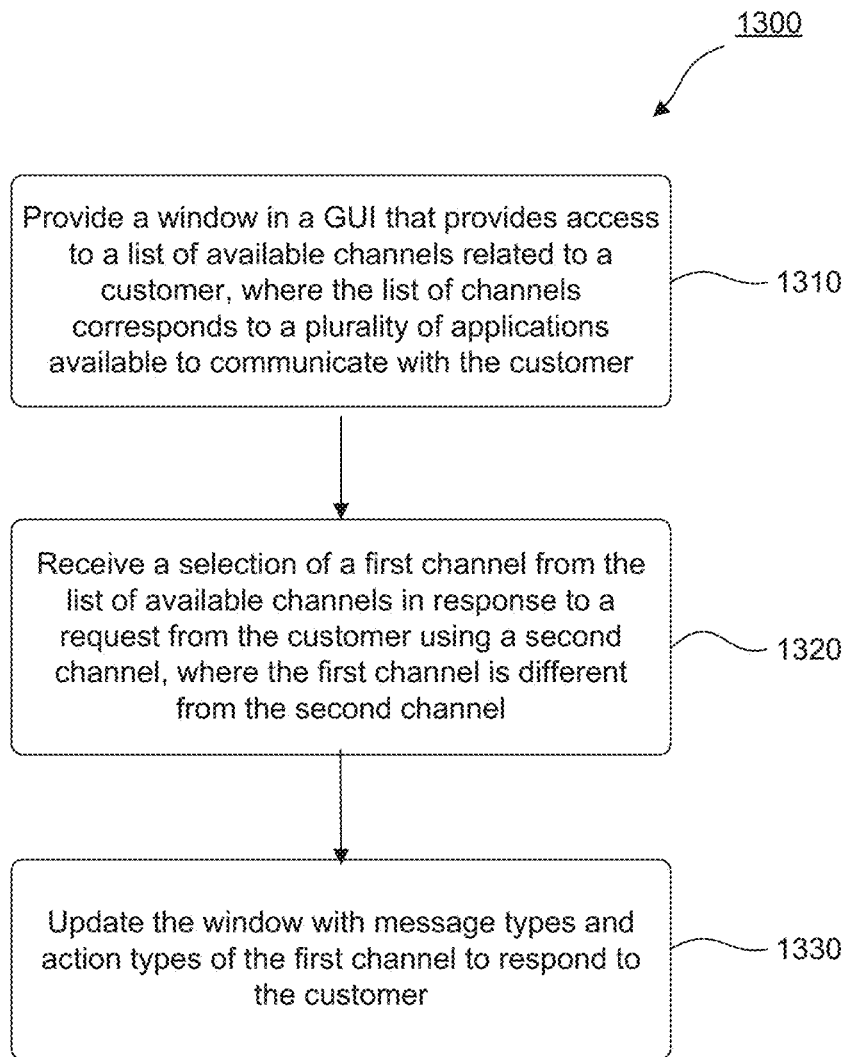 1300
Provide a window in a GUI that provides access
to a list of available channels related to a
customer, where the list of channels
corresponds to a plurality of applications
available to communicate with the customer
1310
Receive a selection of a first channel from the
list of available channels in response to a
request from the customer using a second
channel, where the first channel is different
from the second channel
1320
Update the window with message types and
action types of the first channel to respond to
the customer
1330